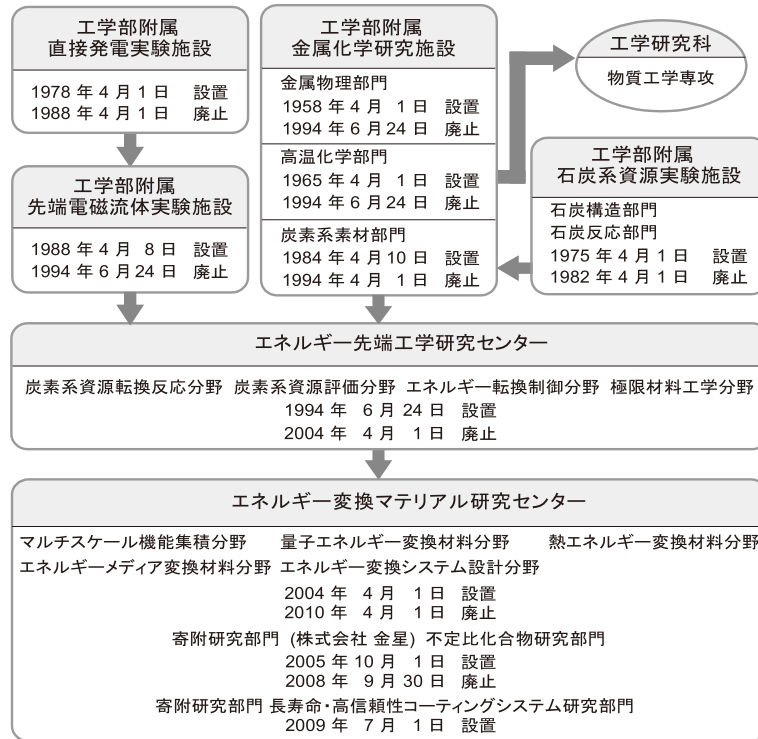 工学部附属
直接発電実験施設
1978 年 4 月 1 日 設置
1988 年 4 月 1 日 廃止
工学部附属
金属化学研究施設
金属物理部門
1958 年 4 月 1 日 設置
1994 年 6 月 24 日 廃止
高温化学部門
1965 年 4 月 1 日 設置
1994 年 6 月 24 日 廃止
炭素系素材部門
1984 年 4 月 10 日 設置
1994 年 4 月 1 日 廃止
工学研究科
物質工学専攻
工学部附属
先端電磁流体実験施設
1988 年 4 月 8 日 設置
1994 年 6 月 24 日 廃止
工学部附属
石炭系資源実験施設
石炭構造部門
石炭反応部門
1975 年 4 月 1 日 設置
1982 年 4 月 1 日 廃止
エネルギー先端工学研究センター
炭素系資源転換反応分野 炭素系資源評価分野 エネルギー転換制御分野 極限材料工学分野
1994 年 6 月 24 日 設置
2004 年 4 月 1 日 廃止
エネルギー変換マテリアル研究センター
マルチスケール機能集積分野 量子エネルギー変換材料分野 熱エネルギー変換材料分野
エネルギーメディア変換材料分野 エネルギー変換システム設計分野
2004 年 4 月 1 日 設置
2010 年 4 月 1 日 廃止
寄附研究部門 (株式会社 金星) 不定比化合物研究部門
2005 年 10 月 1 日 設置
2008 年 9 月 30 日 廃止
寄附研究部門 長寿命・高信頼性コーティングシステム研究部門
2009 年 7 月 1 日 設置